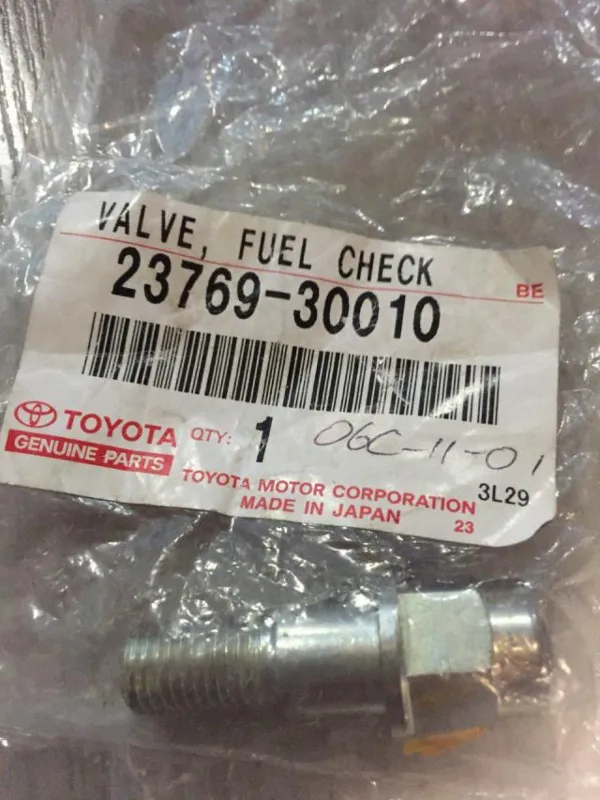 VALVE, FUEL CHECK
BE
23769-30010
TOYOTA
GENUINE PARTS
QTY: 1
06C-11-01
TOYOTA MOTOR CORPORATION
MADE IN JAPAN
3L29
23